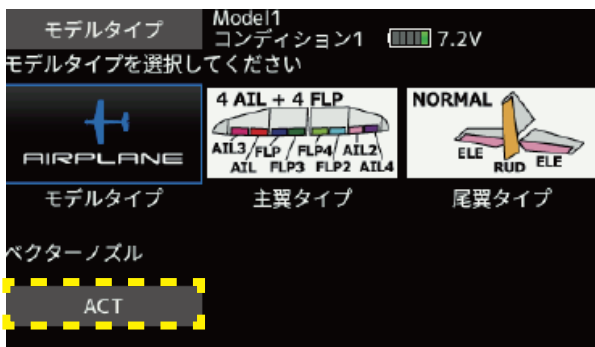 モデルタイプ
Model1
コンディション1 7.2V
モデルタイプを選択してください
AIRPLANE
4 AIL + 4 FLP
AIL3 FLP FLP4 AIL2
AIL FLP3 FLP2 AIL4
NORMAL
ELE RUD ELE
モデルタイプ 主翼タイプ 尾翼タイプ
ベクターノズル
ACT